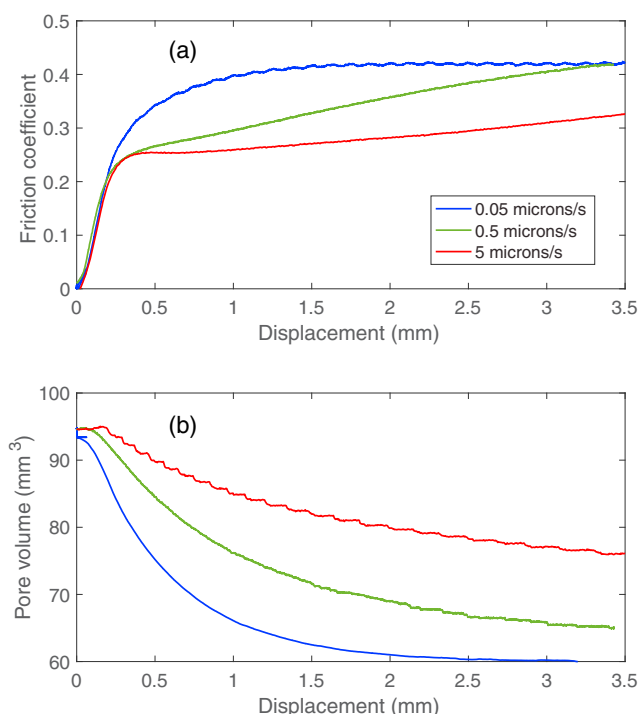 (a)
Friction coefficient
0.5
0.4
0.3
0.2
0.1
0
0.05 microns/s
0.5 microns/s
5 microns/s
0 0.5 1 1.5 2 2.5 3 3.5
Displacement (mm)
(b)
Pore volume (mm³)
100
90
80
70
60
0 0.5 1 1.5 2 2.5 3 3.5
Displacement (mm)